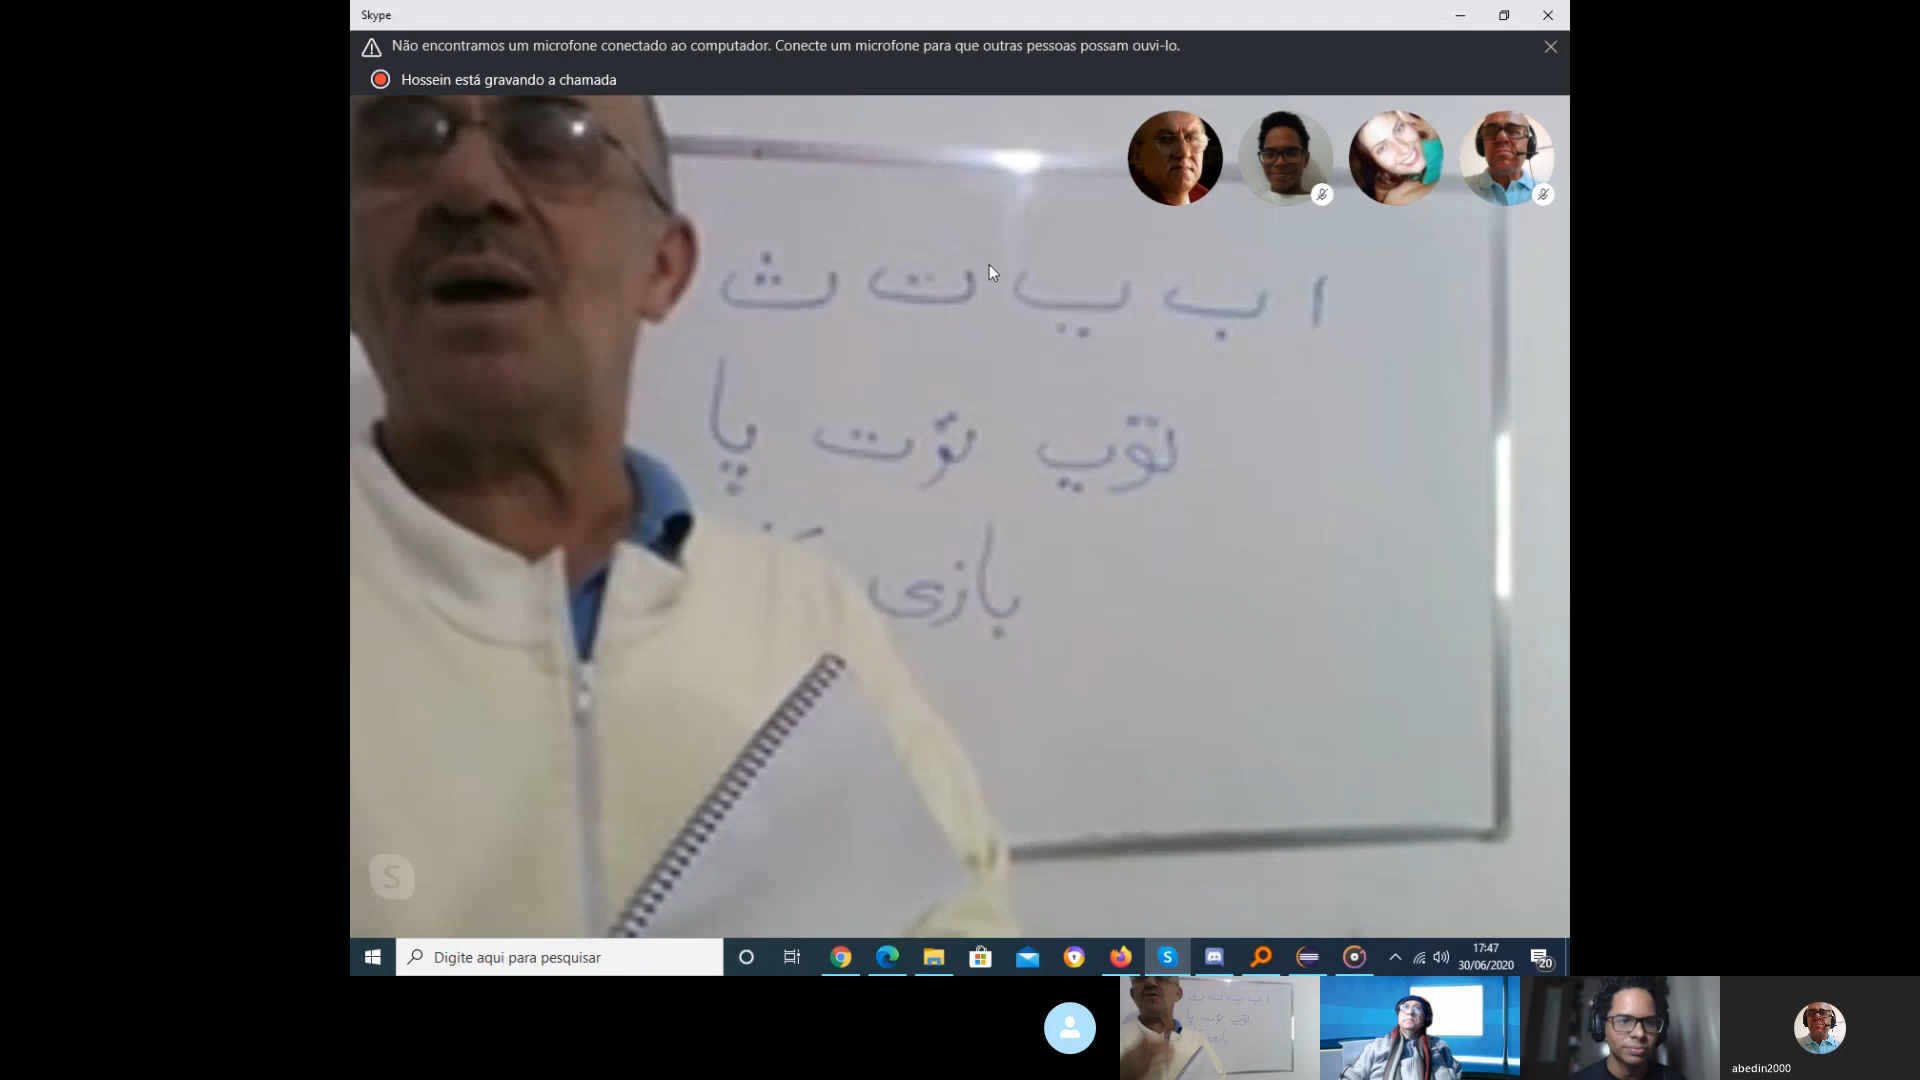 Skype
Não encontramos um microfone conectado ao computador. Conecte um microfone para que outras pessoas possam ouvi-lo.
Hossein está gravando a chamada
ا ب پ ت ث
توپ توت پا
بازی
S
Digite aqui para pesquisar
17:47
30/06/2020
20
abedin2000